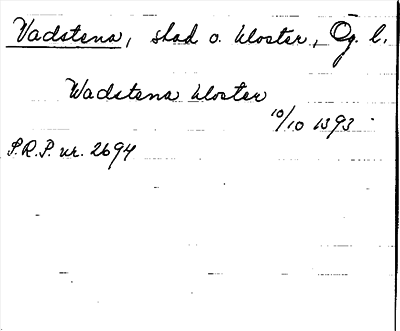 Vadstena, stad o. kloster, Ög. l.
Wadstena kloster
10/10 1393
S.R.P. nr. 2694